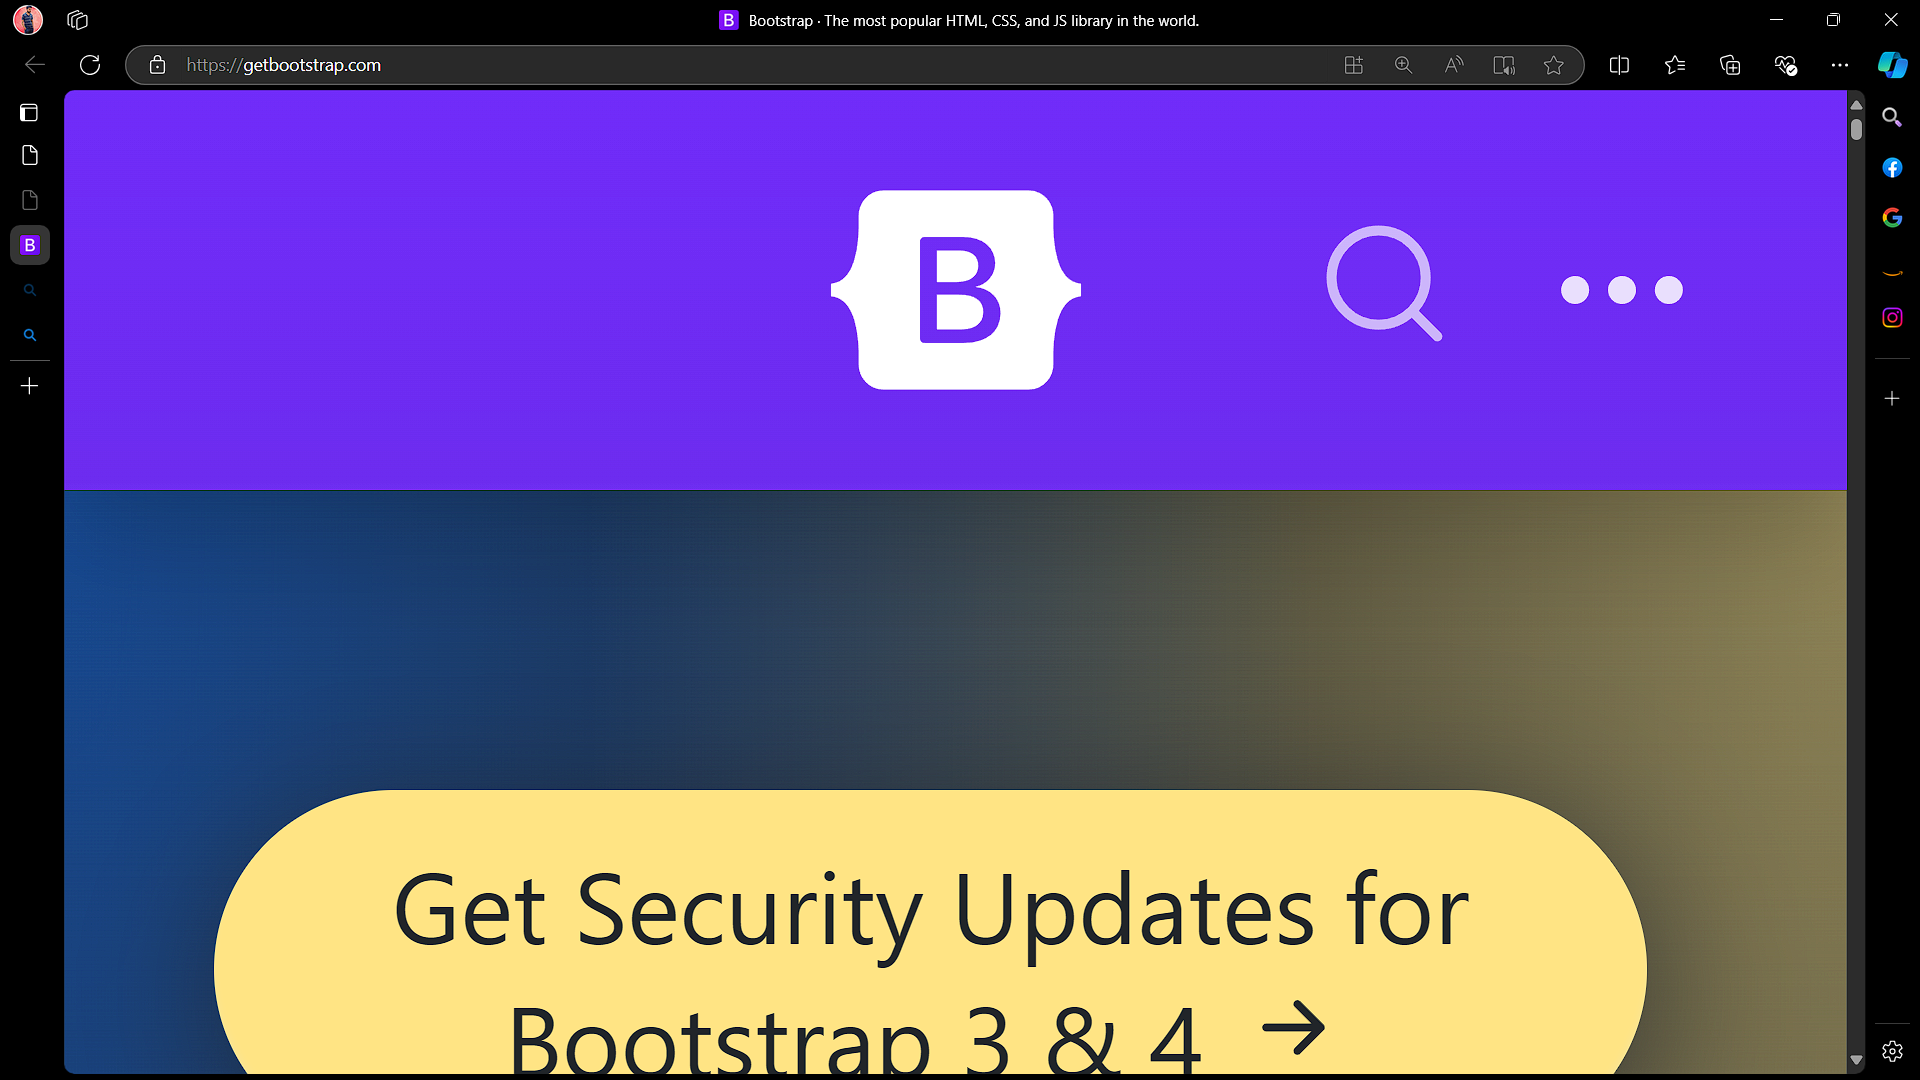 Bootstrap · The most popular HTML, CSS, and JS library in the world.
https://getbootstrap.com
B
Get Security Updates for
Bootstrap 3 & 4 →